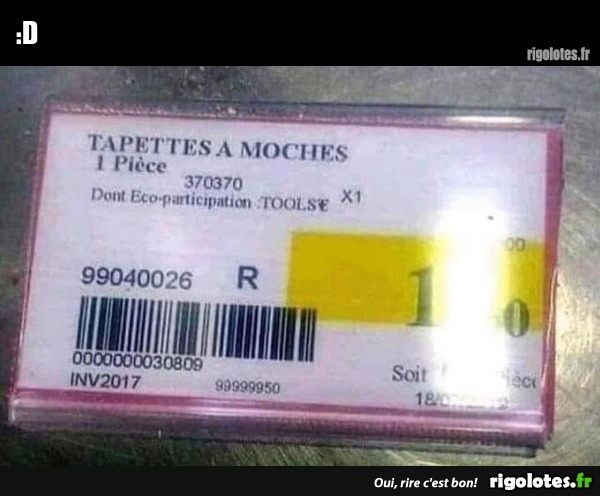 :D
rigolotes.fr
TAPETTES A MOCHES
1 Pièce
370370
Dont Eco-participation :TOOLS€ X1
99040026 R
0000000030809
INV2017 99999950
Soit
Oui, rire c'est bon! rigolotes.fr